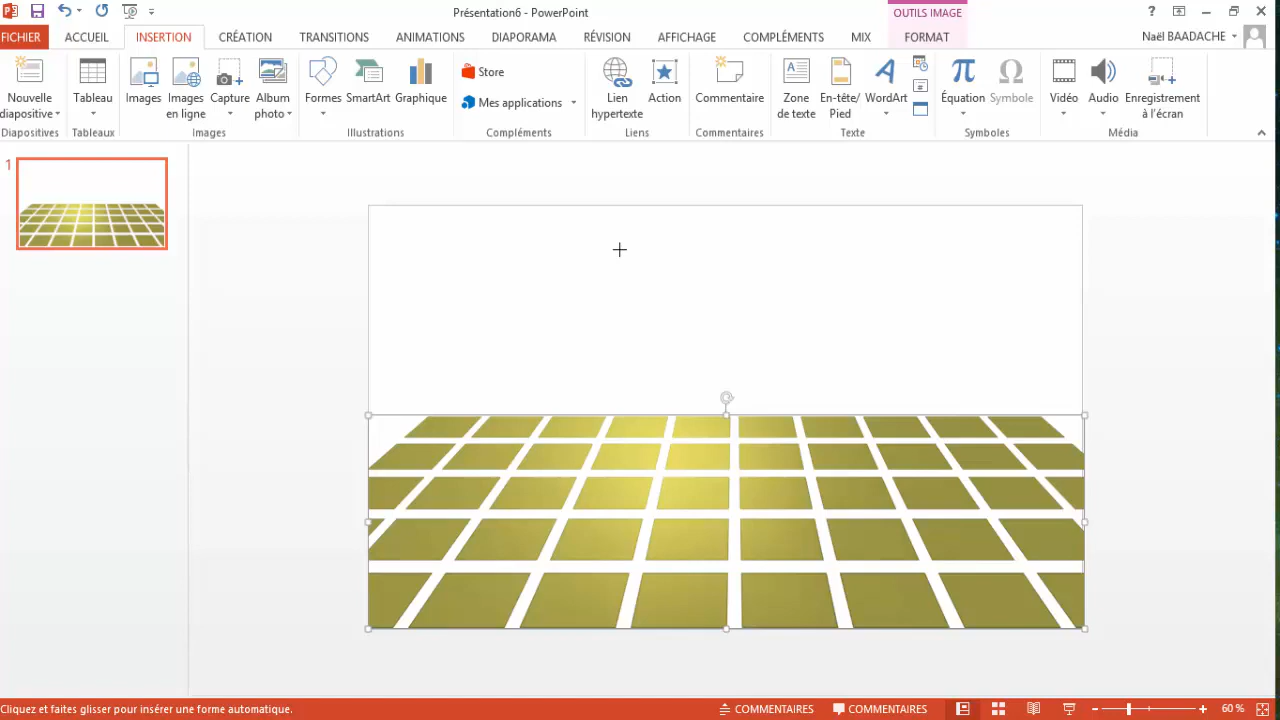 Présentation6 - PowerPoint
OUTILS IMAGE
?
FICHIER ACCUEIL INSERTION CRÉATION TRANSITIONS ANIMATIONS DIAPORAMA RÉVISION AFFICHAGE COMPLÉMENTS MIX FORMAT Naël BAADACHE
Nouvelle diapositive
Tableau
Images
Images en ligne
Capture
Album photo
Formes
SmartArt
Graphique
Store
Mes applications
Lien hypertexte
Action
Commentaire
Zone de texte
En-tête/ Pied
WordArt
Équation
Symbole
Vidéo
Audio
Enregistrement à l'écran
Diapositives Tableaux Images Illustrations Compléments Liens Commentaires Texte Symboles Média
1
Cliquez et faites glisser pour insérer une forme automatique. COMMENTAIRES COMMENTAIRES 60 %